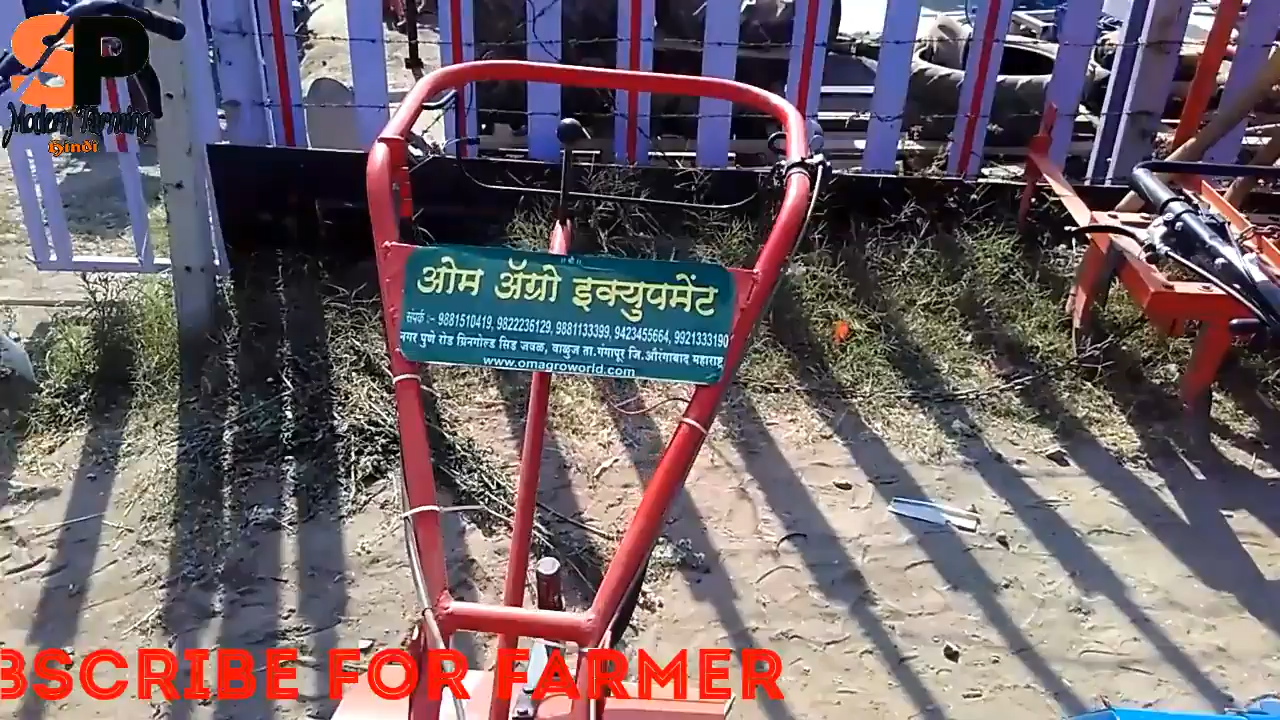 SP
Modern Farming
Hindi
ओम ॲग्रो इक्युपमेंट
संपर्क :- 9881510419, 9822236129, 9881133399, 9423455664, 9921333190
नगर पुणे रोड ग्रिनगोल्ड सिड जवळ, वाळुज ता.गंगापूर जि.औरंगाबाद महाराष्ट्र
www.omagroworld.com
BSCRIBE FOR FARMER